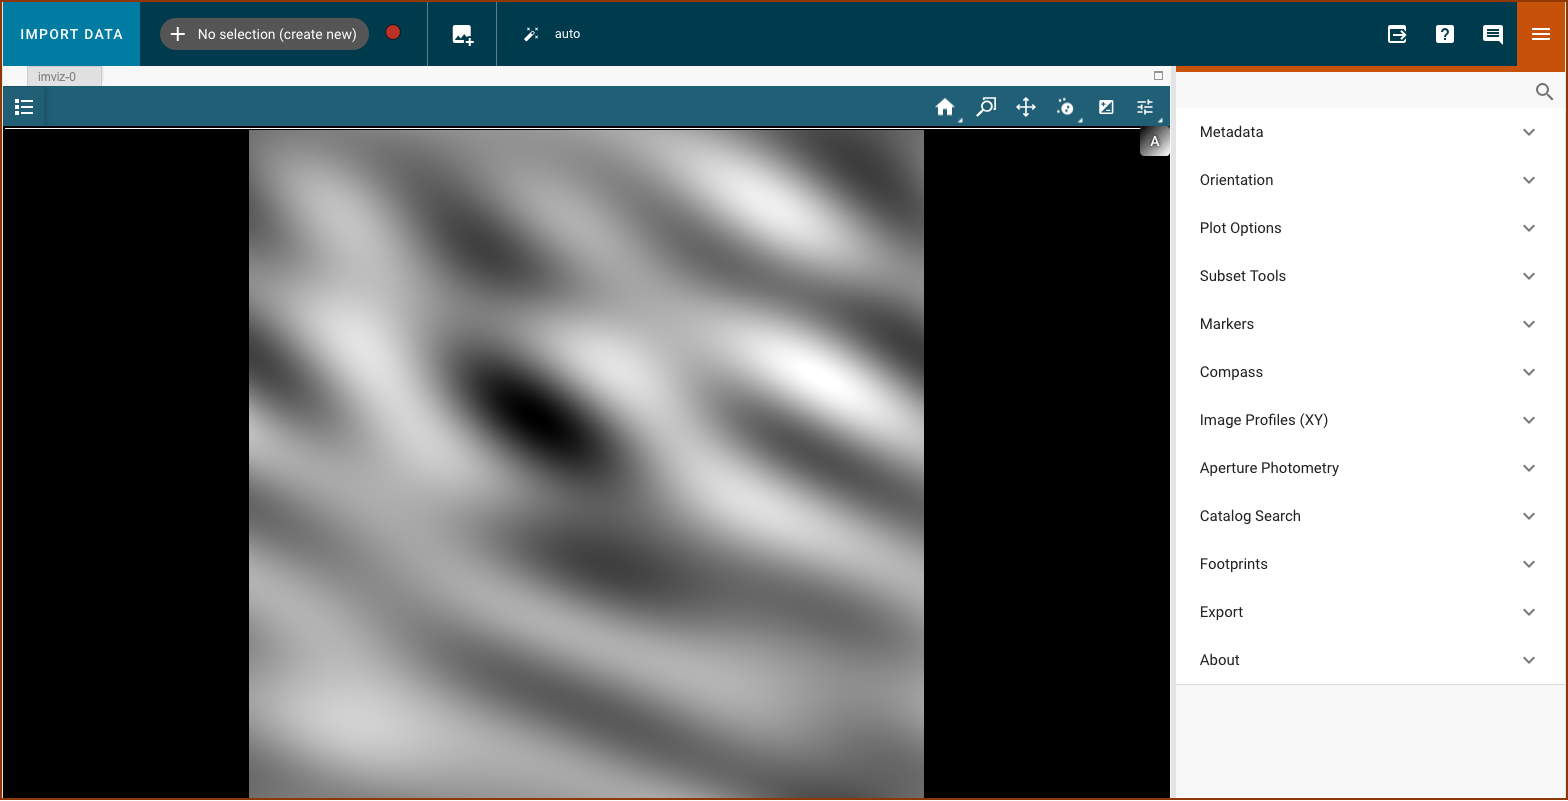 IMPORT DATA
No selection (create new)
auto
imviz-0
A
Metadata
Orientation
Plot Options
Subset Tools
Markers
Compass
Image Profiles (XY)
Aperture Photometry
Catalog Search
Footprints
Export
About